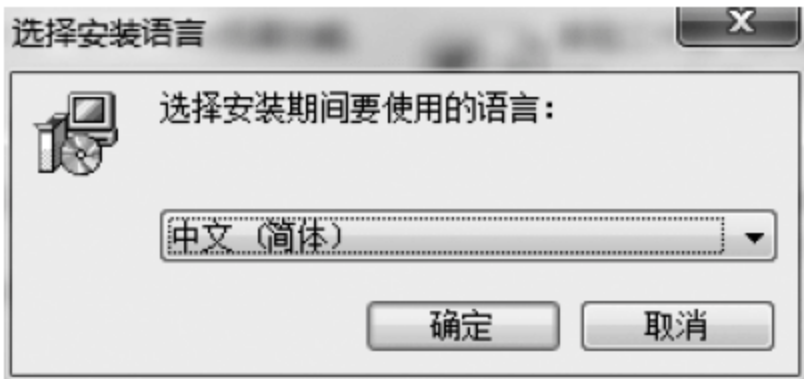 选择安装语言
选择安装期间要使用的语言：
中文（简体）
确定
取消